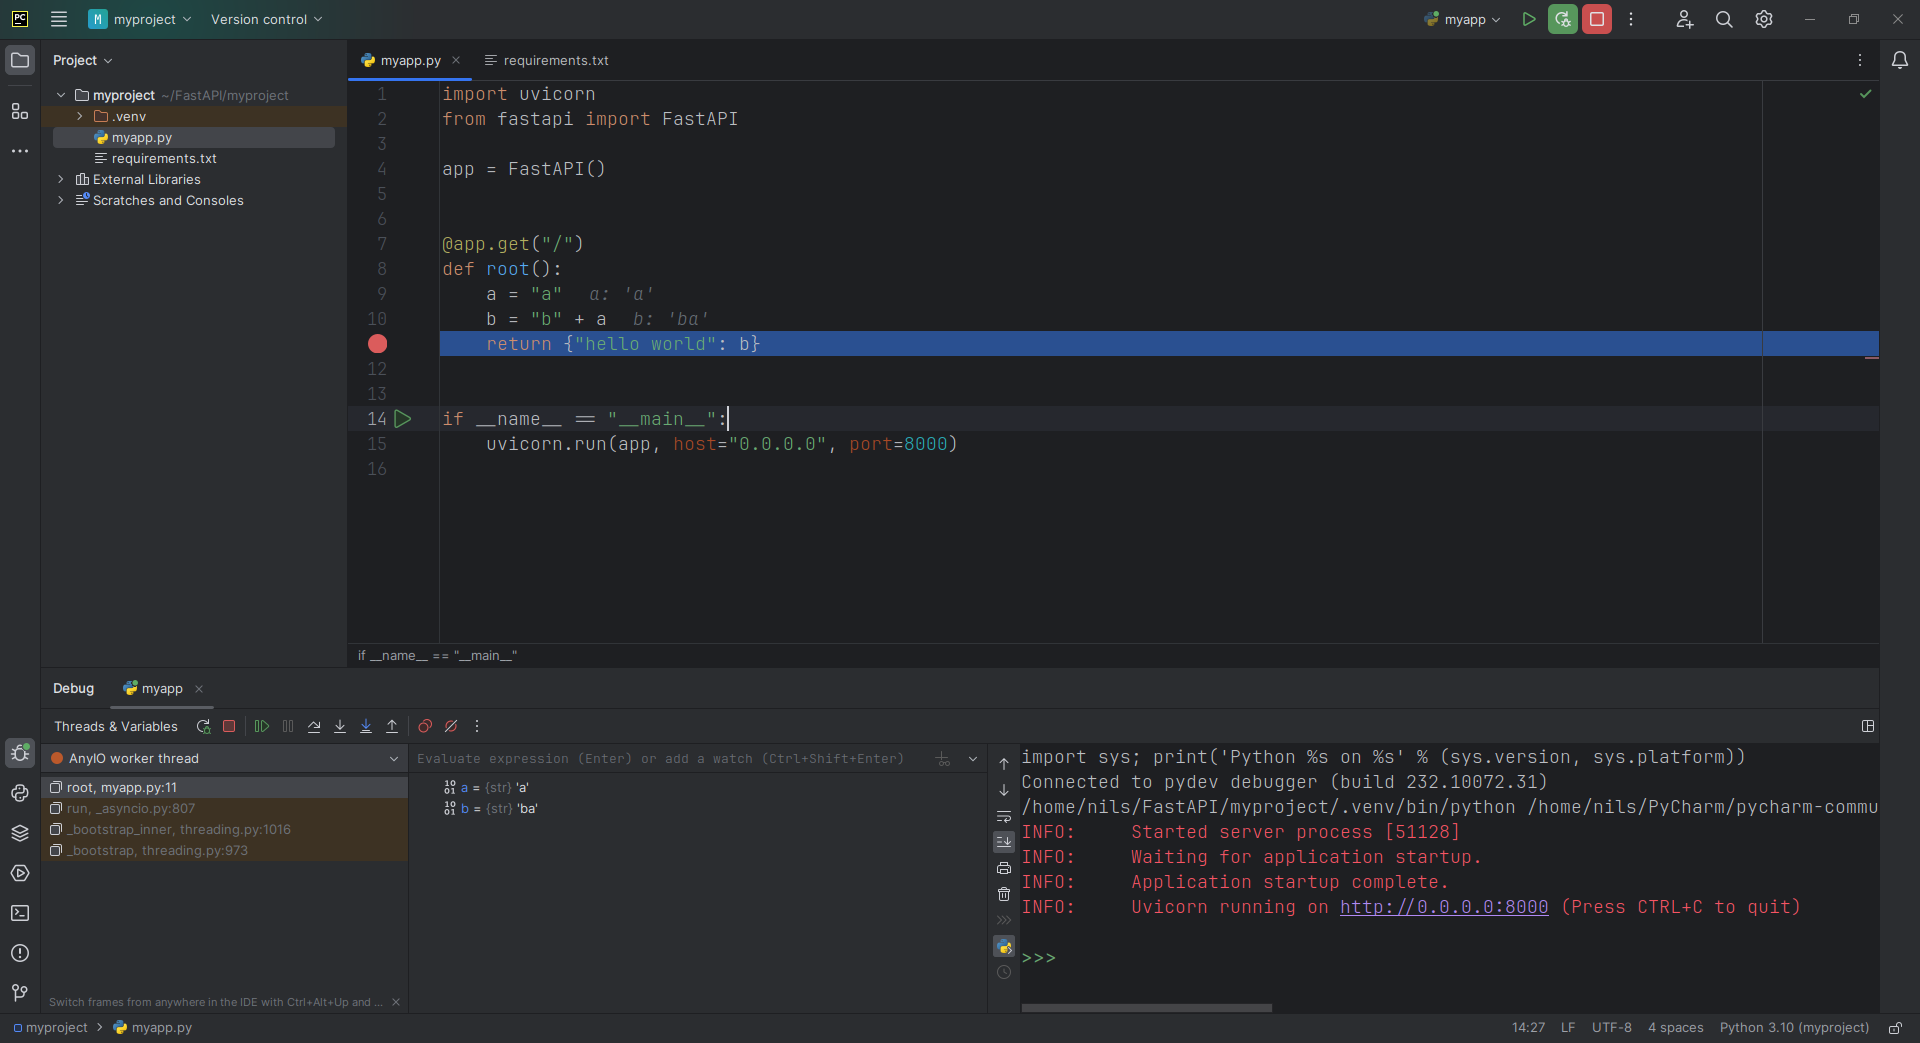 PC
M myproject
Version control
myapp
Project
myapp.py
requirements.txt
myproject ~/FastAPI/myproject
.venv
myapp.py
requirements.txt
External Libraries
Scratches and Consoles
1 import uvicorn
2 from fastapi import FastAPI
3
4 app = FastAPI()
5
6
7 @app.get("/")
8 def root():
9 a = "a" a: 'a'
10 b = "b" + a b: 'ba'
return {"hello world": b}
12
13
14 if __name__ == "__main__":
15 uvicorn.run(app, host="0.0.0.0", port=8000)
16
if __name__ == "__main__"
Debug
myapp
Threads & Variables
AnyIO worker thread
root, myapp.py:11
run, _asyncio.py:807
_bootstrap_inner, threading.py:1016
_bootstrap, threading.py:973
Switch frames from anywhere in the IDE with Ctrl+Alt+Up and ...
Evaluate expression (Enter) or add a watch (Ctrl+Shift+Enter)
10 01 a = {str} 'a'
10 01 b = {str} 'ba'
import sys; print('Python %s on %s' % (sys.version, sys.platform))
Connected to pydev debugger (build 232.10072.31)
/home/nils/FastAPI/myproject/.venv/bin/python /home/nils/PyCharm/pycharm-commu
INFO: Started server process [51128]
INFO: Waiting for application startup.
INFO: Application startup complete.
INFO: Uvicorn running on http://0.0.0.0:8000 (Press CTRL+C to quit)
>>>
myproject > myapp.py
14:27 LF UTF-8 4 spaces Python 3.10 (myproject)